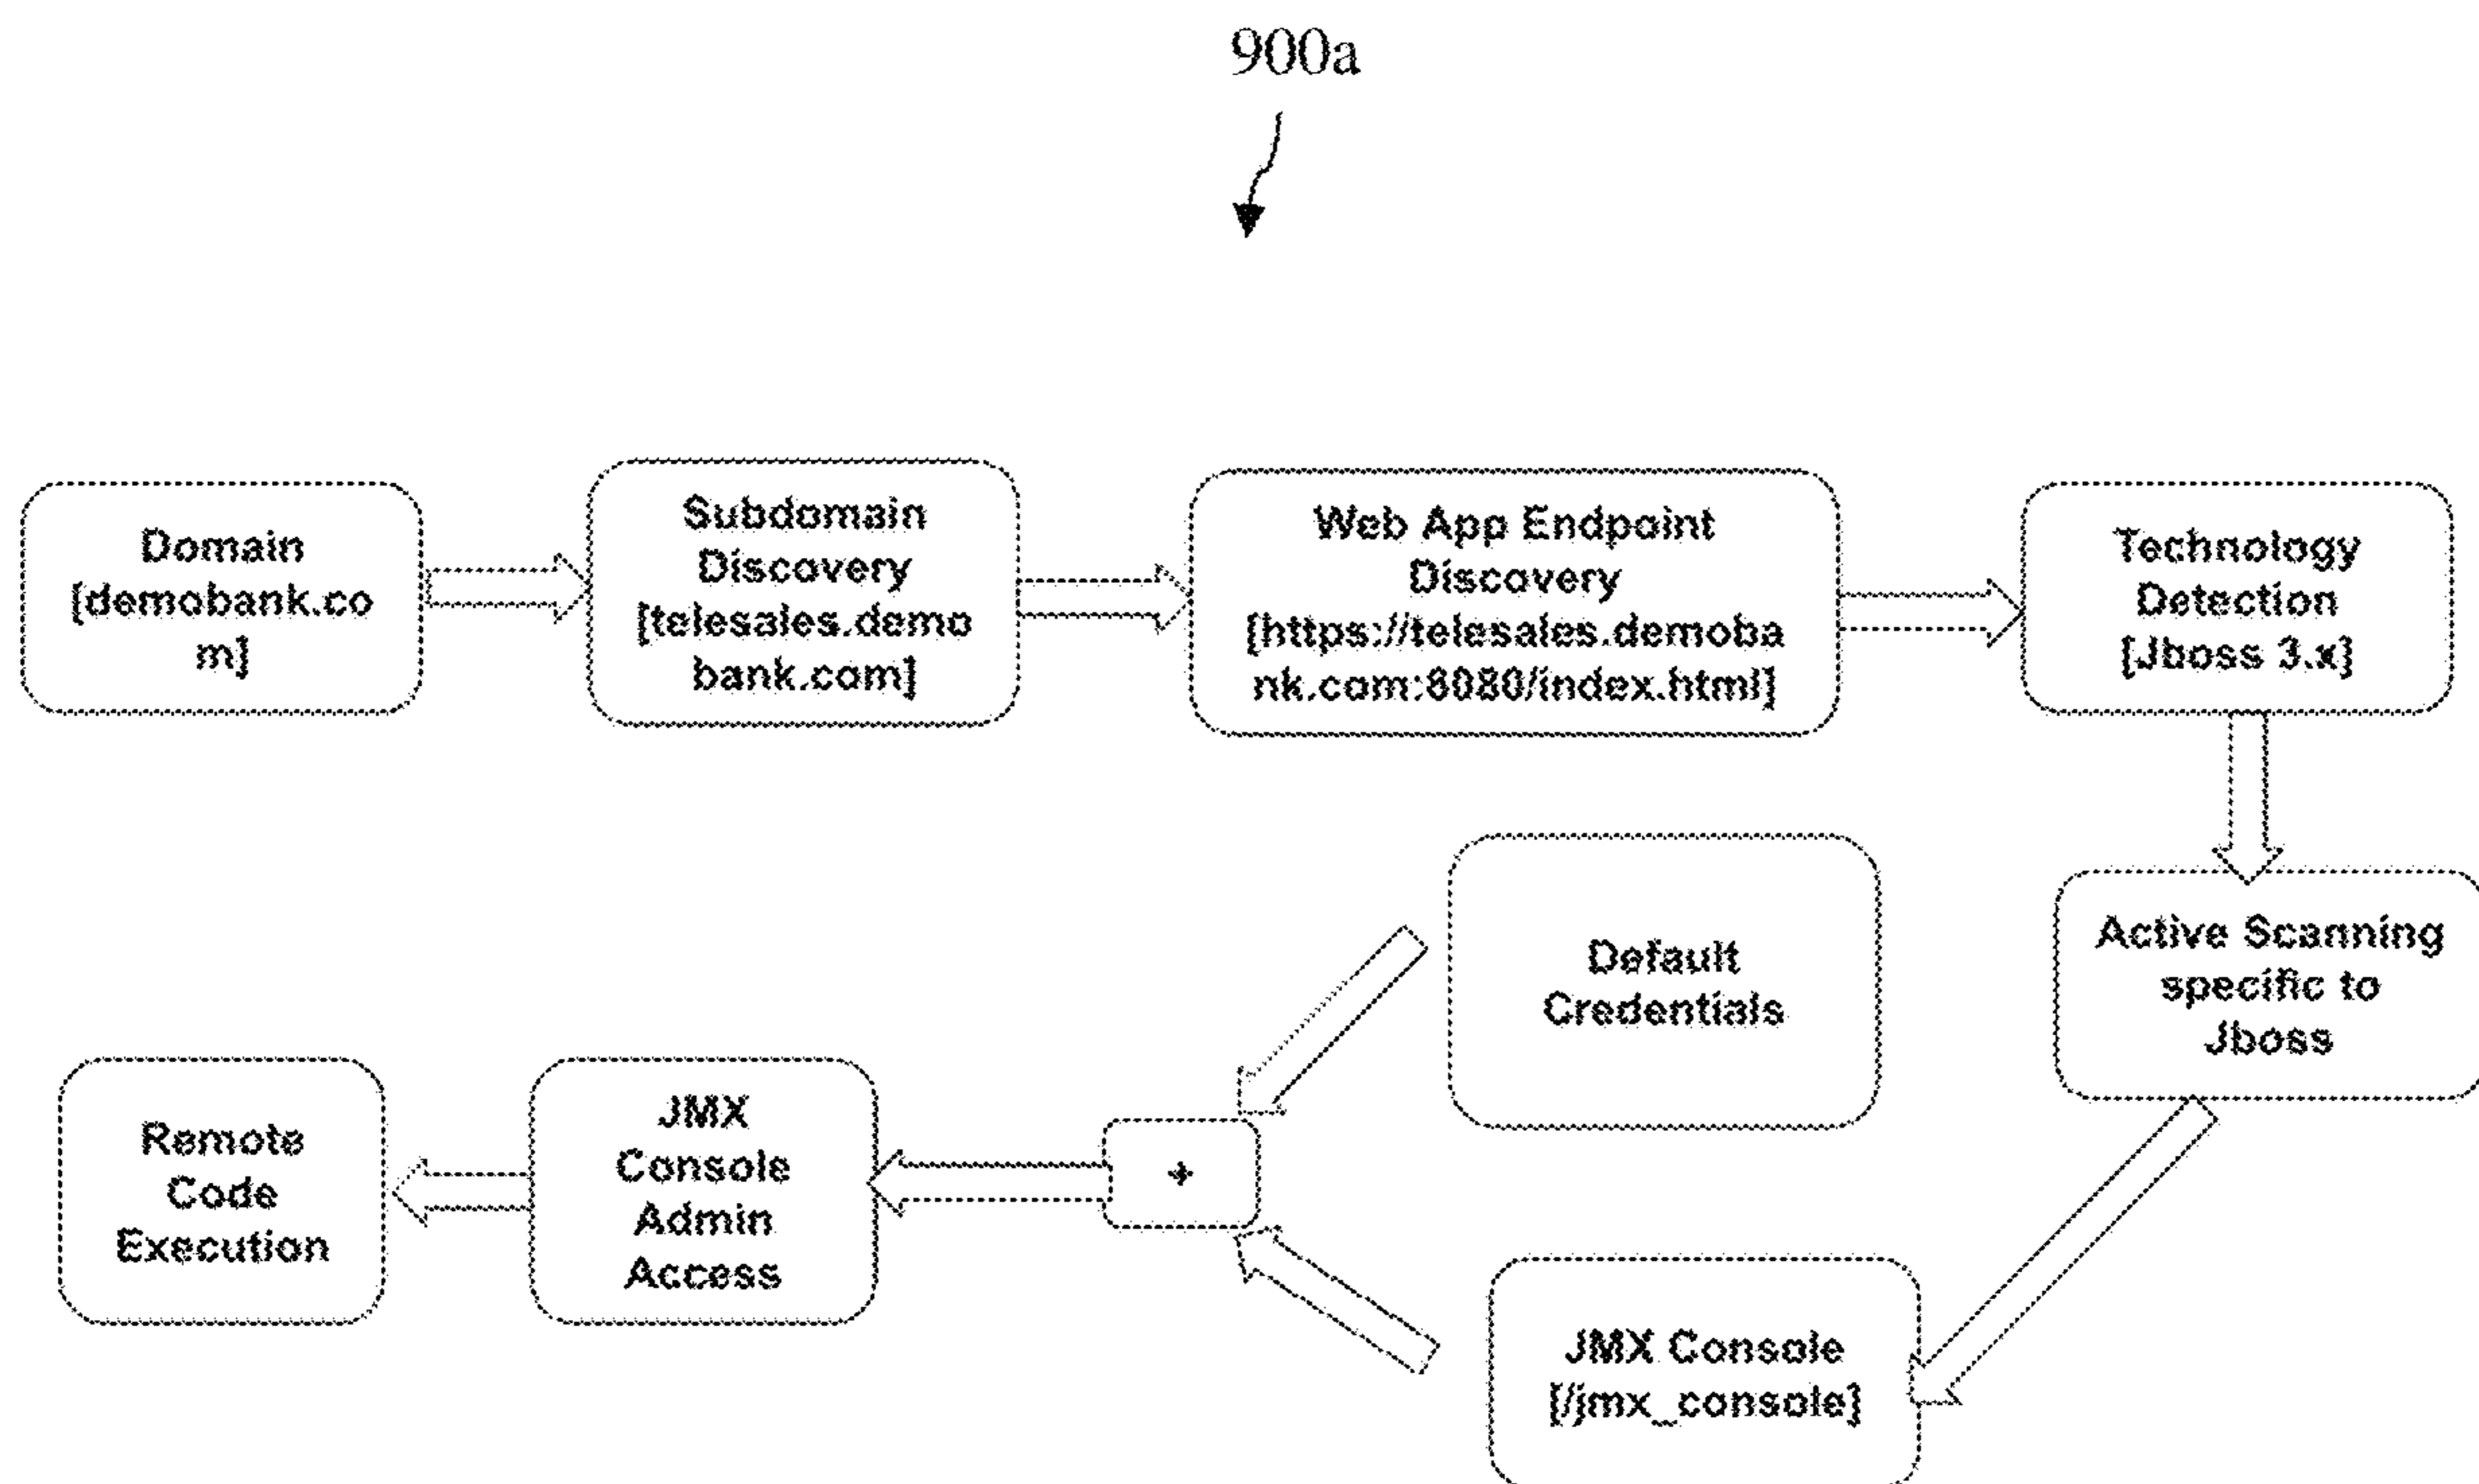 900a
Domain
[demobank.co
m]
Subdomain
Discovery
[telesales.demo
bank.com]
Web App Endpoint
Discovery
[https://telesales.demoba
nk.com:8080/index.html]
Technology
Detection
[Jboss 3.x]
Active Scanning
specific to
Jboss
Default
Credentials
JMX Console
[/jmx_console]
+
JMX
Console
Admin
Access
Remote
Code
Execution